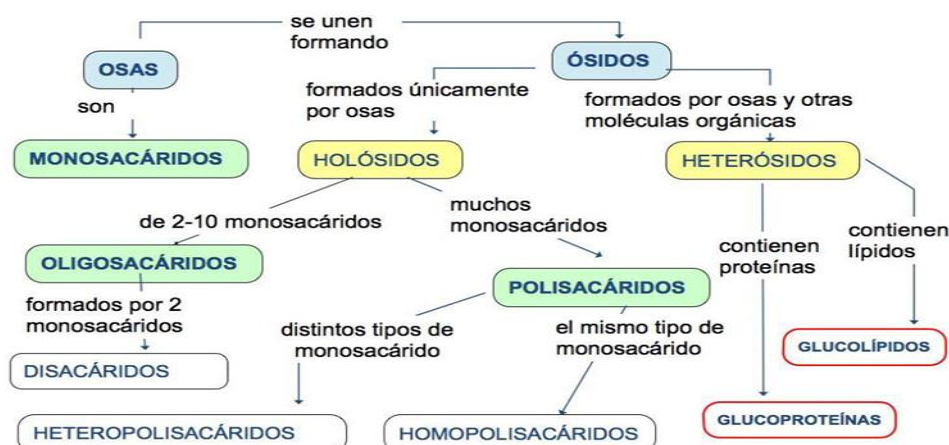 se unen
formando
OSAS
ÓSIDOS
son
formados únicamente
por osas
formados por osas y otras
moléculas orgánicas
MONOSACÁRIDOS
HOLÓSIDOS
HETERÓSIDOS
de 2-10 monosacáridos
muchos
monosacáridos
contienen
proteínas
contienen
lípidos
OLIGOSACÁRIDOS
POLISACÁRIDOS
formados por 2
monosacáridos
distintos tipos de
monosacárido
el mismo tipo de
monosacárido
GLUCOLÍPIDOS
DISACÁRIDOS
HETEROPOLISACÁRIDOS
HOMOPOLISACÁRIDOS
GLUCOPROTEÍNAS